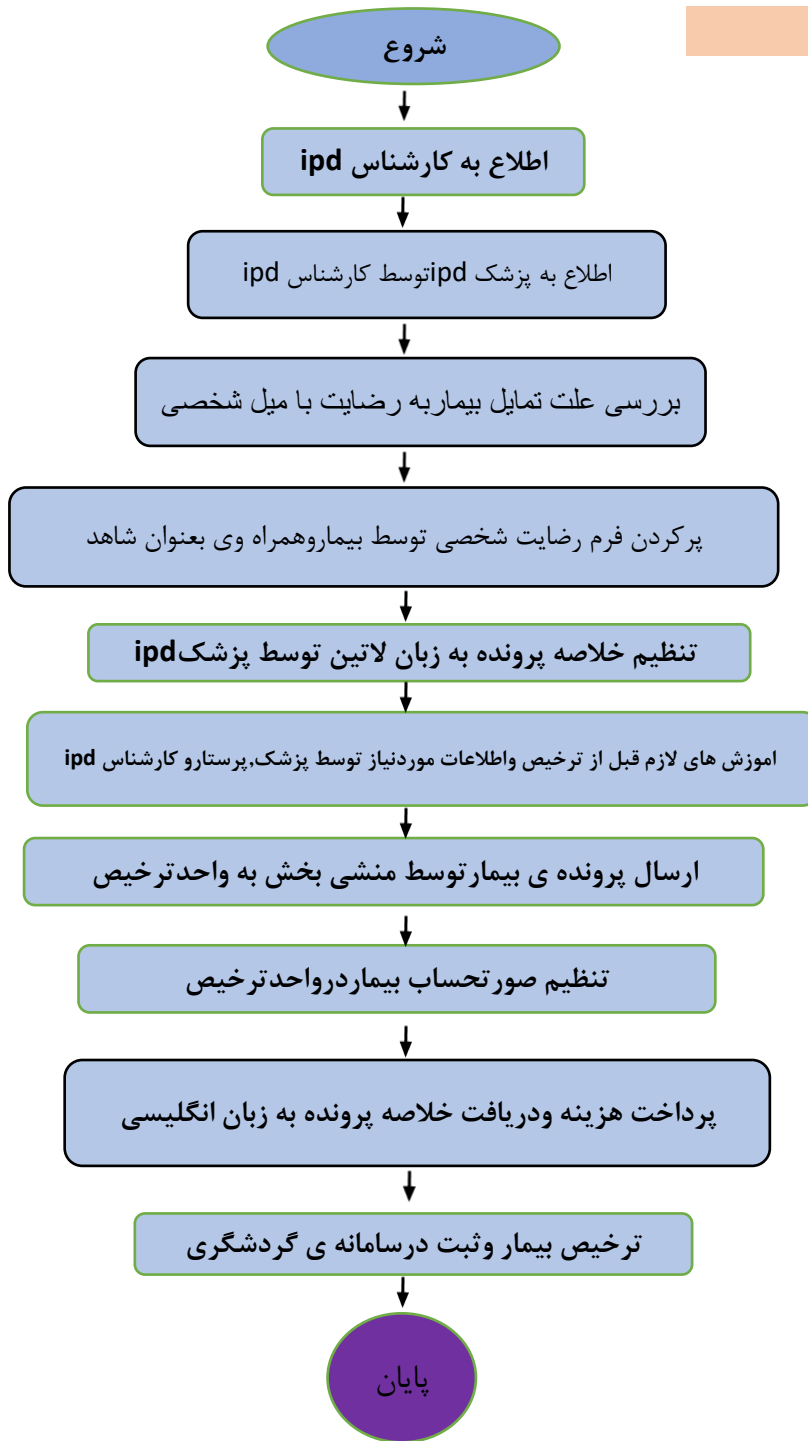 شروع
اطلاع به کارشناس ipd
اطلاع به پزشک ipdتوسط کارشناس ipd
بررسی علت تمایل بیماربه رضایت با میل شخصی
پرکردن فرم رضایت شخصی توسط بیماروهمراه وی بعنوان شاهد
تنظیم خلاصه پرونده به زبان لاتین توسط پزشکipd
اموزش های لازم قبل از ترخیص واطلاعات موردنیاز توسط پزشک,پرستارو کارشناس ipd
ارسال پرونده ی بیمارتوسط منشی بخش به واحدترخیص
تنظیم صورتحساب بیماردرواحدترخیص
پرداخت هزینه ودریافت خلاصه پرونده به زبان انگلیسی
ترخیص بیمار وثبت درسامانه ی گردشگری
پایان